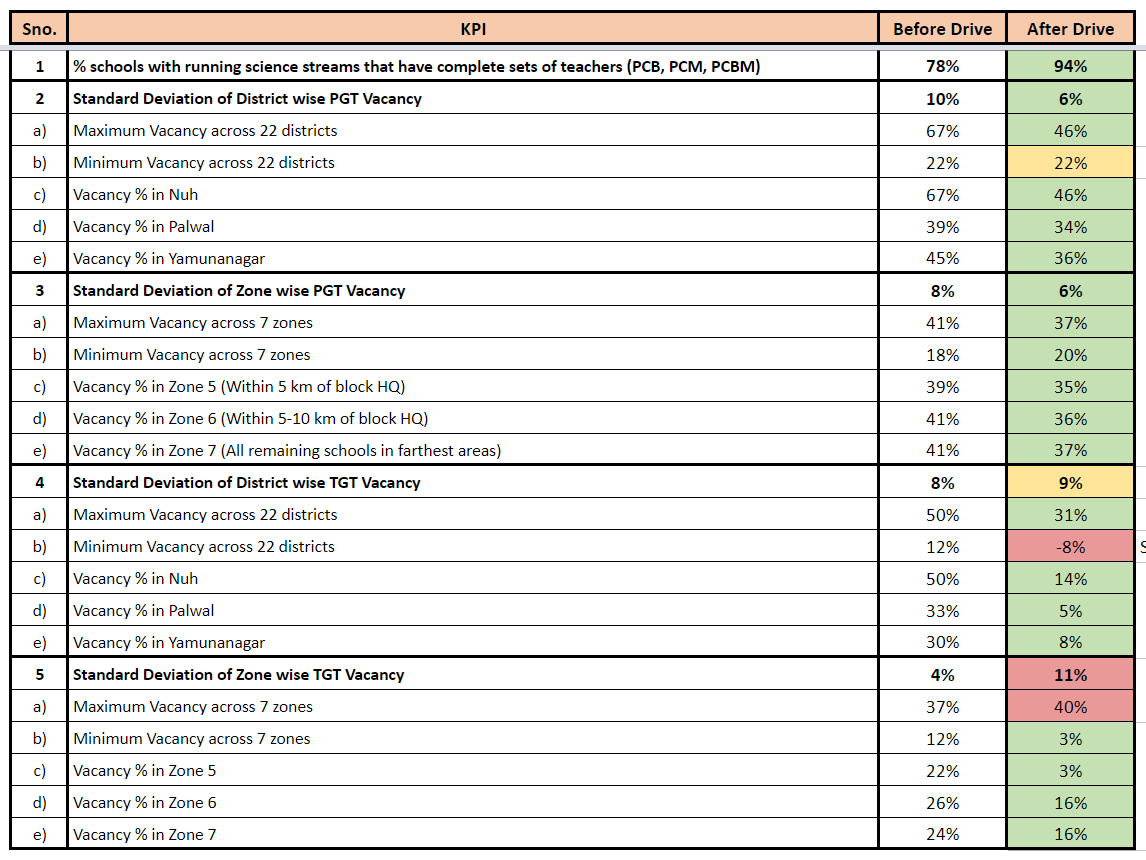 Sno. KPI Before Drive After Drive
1 % schools with running science streams that have complete sets of teachers (PCB, PCM, PCBM) 78% 94%
2 Standard Deviation of District wise PGT Vacancy 10% 6%
a) Maximum Vacancy across 22 districts 67% 46%
b) Minimum Vacancy across 22 districts 22% 22%
c) Vacancy % in Nuh 67% 46%
d) Vacancy % in Palwal 39% 34%
e) Vacancy % in Yamunanagar 45% 36%
3 Standard Deviation of Zone wise PGT Vacancy 8% 6%
a) Maximum Vacancy across 7 zones 41% 37%
b) Minimum Vacancy across 7 zones 18% 20%
c) Vacancy % in Zone 5 (Within 5 km of block HQ) 39% 35%
d) Vacancy % in Zone 6 (Within 5-10 km of block HQ) 41% 36%
e) Vacancy % in Zone 7 (All remaining schools in farthest areas) 41% 37%
4 Standard Deviation of District wise TGT Vacancy 8% 9%
a) Maximum Vacancy across 22 districts 50% 31%
b) Minimum Vacancy across 22 districts 12% -8%
c) Vacancy % in Nuh 50% 14%
d) Vacancy % in Palwal 33% 5%
e) Vacancy % in Yamunanagar 30% 8%
5 Standard Deviation of Zone wise TGT Vacancy 4% 11%
a) Maximum Vacancy across 7 zones 37% 40%
b) Minimum Vacancy across 7 zones 12% 3%
c) Vacancy % in Zone 5 22% 3%
d) Vacancy % in Zone 6 26% 16%
e) Vacancy % in Zone 7 24% 16%